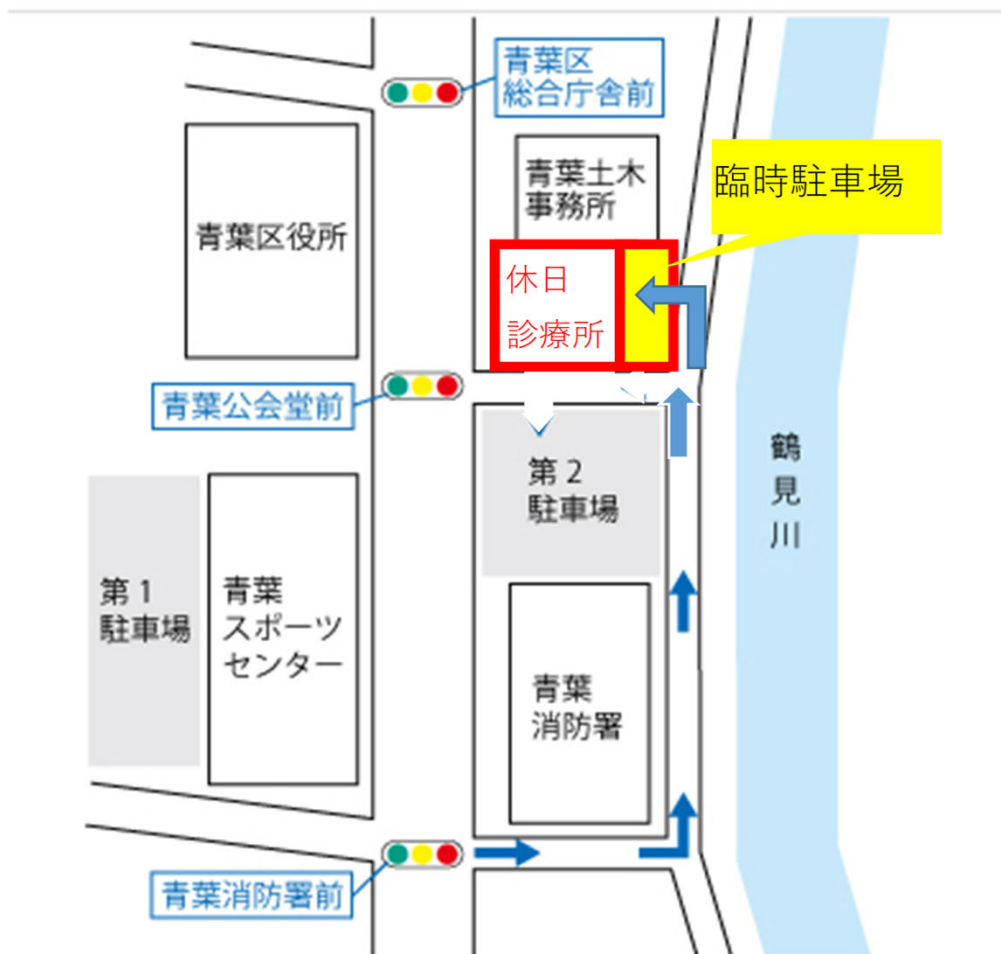 青葉区
総合庁舎前
青葉土木
事務所
臨時駐車場
青葉区役所
休日
診療所
青葉公会堂前
第2
駐車場
鶴見川
第1
駐車場
青葉
スポーツ
センター
青葉
消防署
青葉消防署前